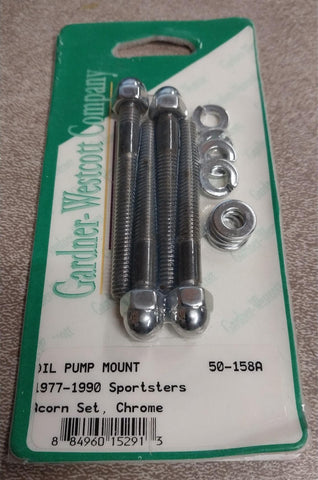 Gardner-Westcott Company
OIL PUMP MOUNT 50-158A
1977-1990 Sportsters
Acorn Set, Chrome
8 84960 15291 3